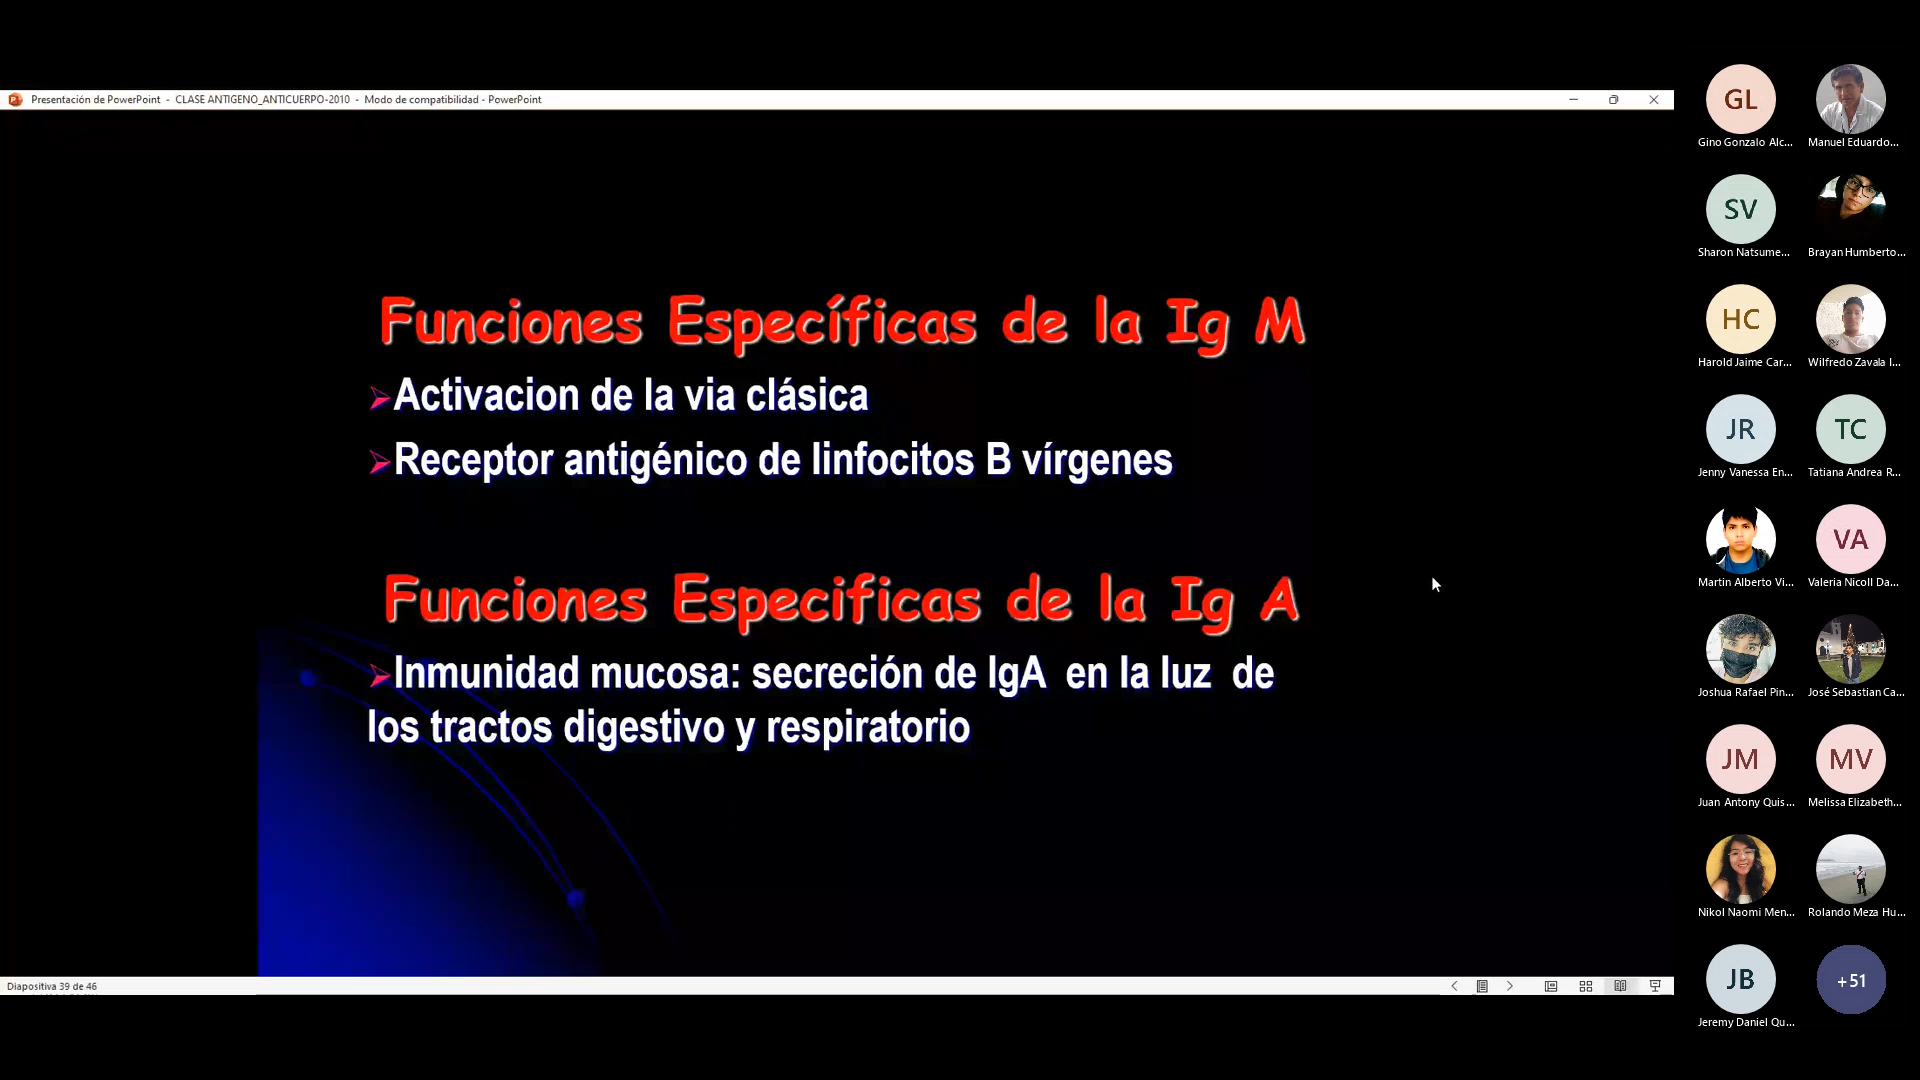 Presentación de PowerPoint - CLASE ANTIGENO_ANTICUERPO-2010 - Modo de compatibilidad - PowerPoint
Funciones Específicas de la Ig M
Activacion de la via clásica
Receptor antigénico de linfocitos B vírgenes
Funciones Especificas de la Ig A
Inmunidad mucosa: secreción de IgA en la luz de
los tractos digestivo y respiratorio
Diapositiva 39 de 46
GL
Gino Gonzalo Alc...
Manuel Eduardo...
SV
Sharon Natsume...
Brayan Humberto...
HC
Harold Jaime Car...
Wilfredo Zavala I...
JR
Jenny Vanessa En...
TC
Tatiana Andrea R...
Martin Alberto Vi...
VA
Valeria Nicoll Da...
Joshua Rafael Pin...
José Sebastian Ca...
JM
Juan Antony Quis...
MV
Melissa Elizabeth...
Nikol Naomi Men...
Rolando Meza Hu...
JB
Jeremy Daniel Qu...
+51